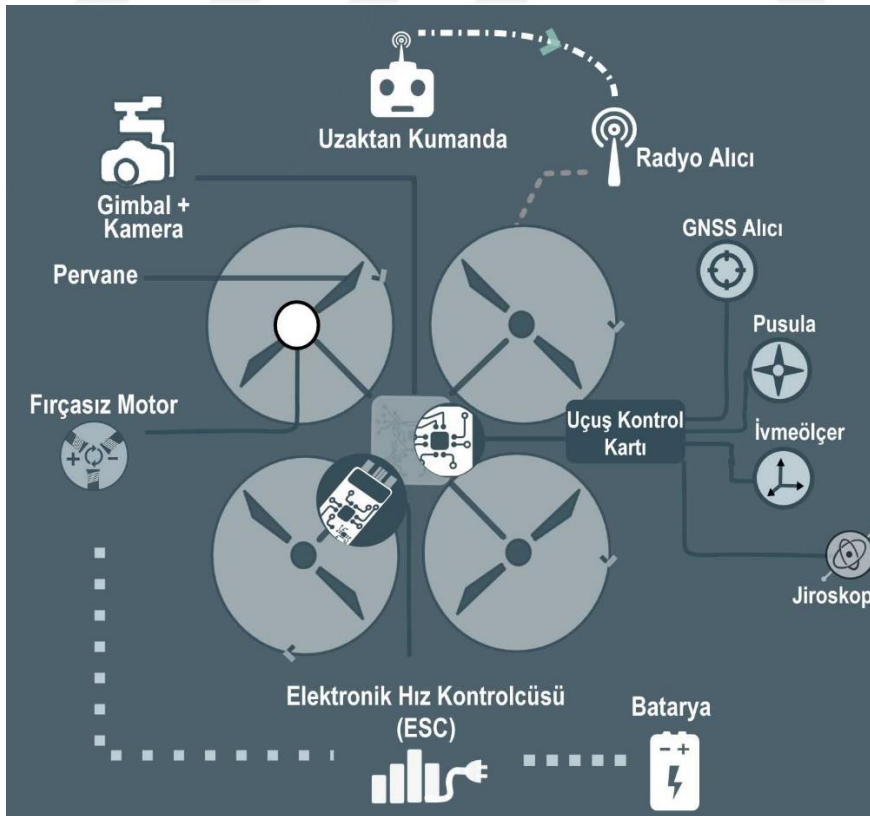 Uzaktan Kumanda
Radyo Alıcı
Gimbal +
Kamera
GNSS Alıcı
Pervane
Pusula
Fırçasız Motor
Uçuş Kontrol
Kartı
İvmeölçer
+ -
Jiroskop
Elektronik Hız Kontrolcüsü
(ESC)
Batarya
- +